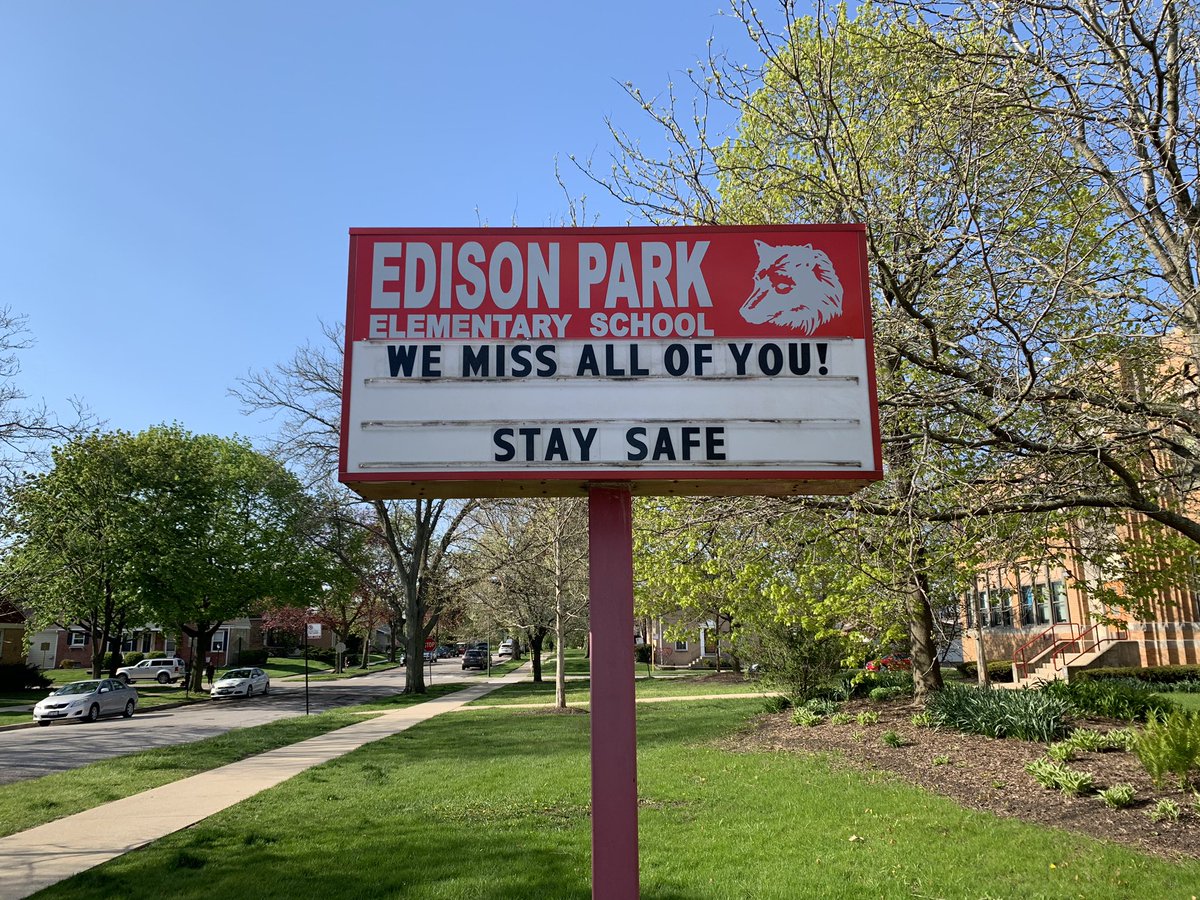 EDISON PARK
ELEMENTARY SCHOOL
WE MISS ALL OF YOU!
STAY SAFE